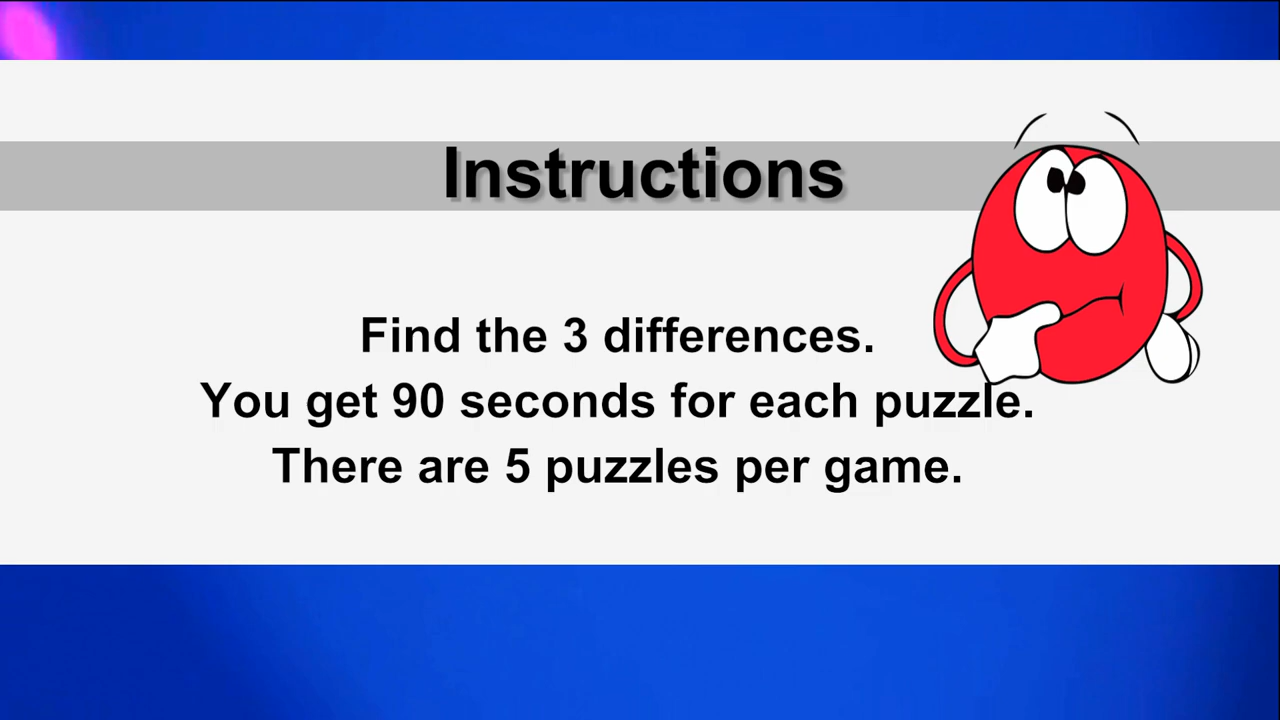 Instructions
Find the 3 differences.
You get 90 seconds for each puzzle.
There are 5 puzzles per game.